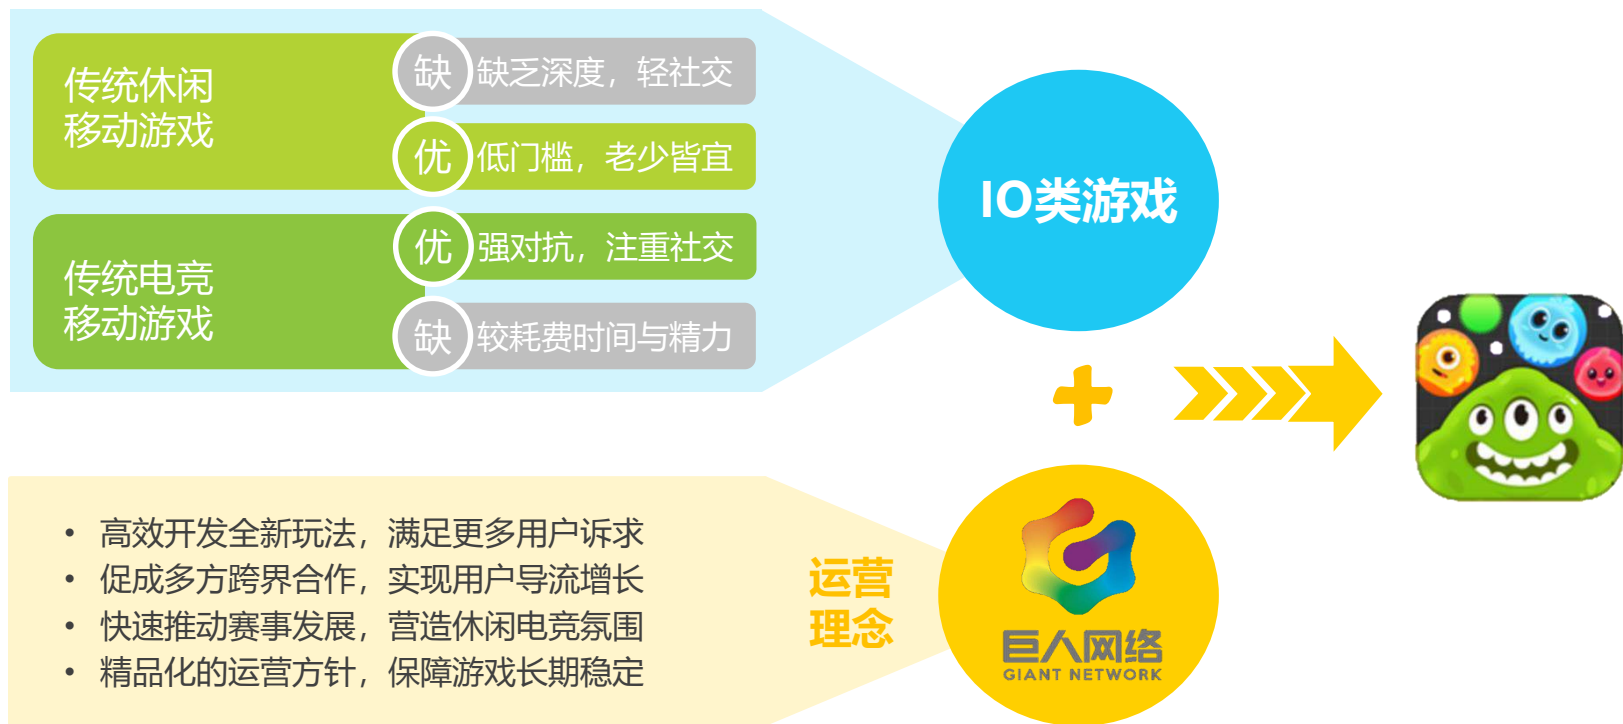 传统休闲
移动游戏
缺
缺乏深度，轻社交
优
低门槛，老少皆宜
传统电竞
移动游戏
优
强对抗，注重社交
缺
较耗费时间与精力
IO类游戏
+
• 高效开发全新玩法，满足更多用户诉求
• 促成多方跨界合作，实现用户导流增长
• 快速推动赛事发展，营造休闲电竞氛围
• 精品化的运营方针，保障游戏长期稳定
运营
理念
巨人网络
GIANT NETWORK